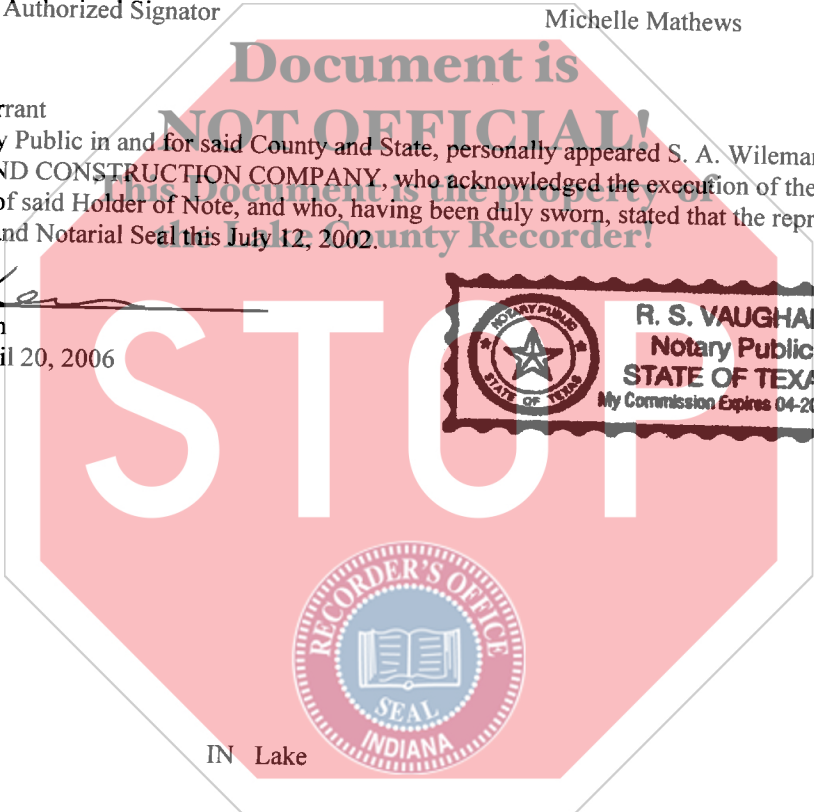 Authorized Signator
Michelle Mathews
Document is
NOT OFFICIAL!
rrant
y Public in and for said County and State, personally appeared S. A. Wileman
ND CONSTRUCTION COMPANY, who acknowledged the execution of the
This Document is the property of
of said Holder of Note, and who, having been duly sworn, stated that the repr
the Lake County Recorder!
nd Notarial Seal this July 12, 2002.
n
il 20, 2006
NOTARY PUBLIC
STATE OF TEXAS
R. S. VAUGHA
Notary Public
STATE OF TEXA
My Commission Expires 04-20
STOP
RECORDER'S OFFICE
SEAL
INDIANA
IN Lake